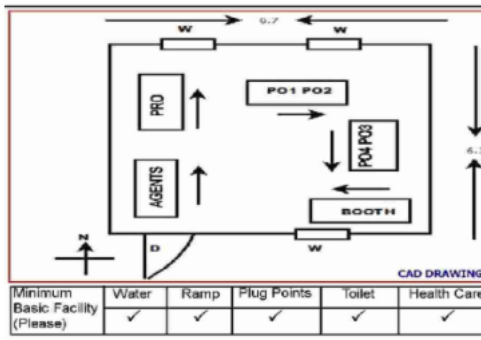 6.7
W W
PRO
PO1 PO2
PO4 PO3
AGENTS
BOOTH
N
D
W
CAD DRAWING
Minimum Basic Facility (Please) Water Ramp Plug Points Toilet Health Care
✓ ✓ ✓ ✓ ✓